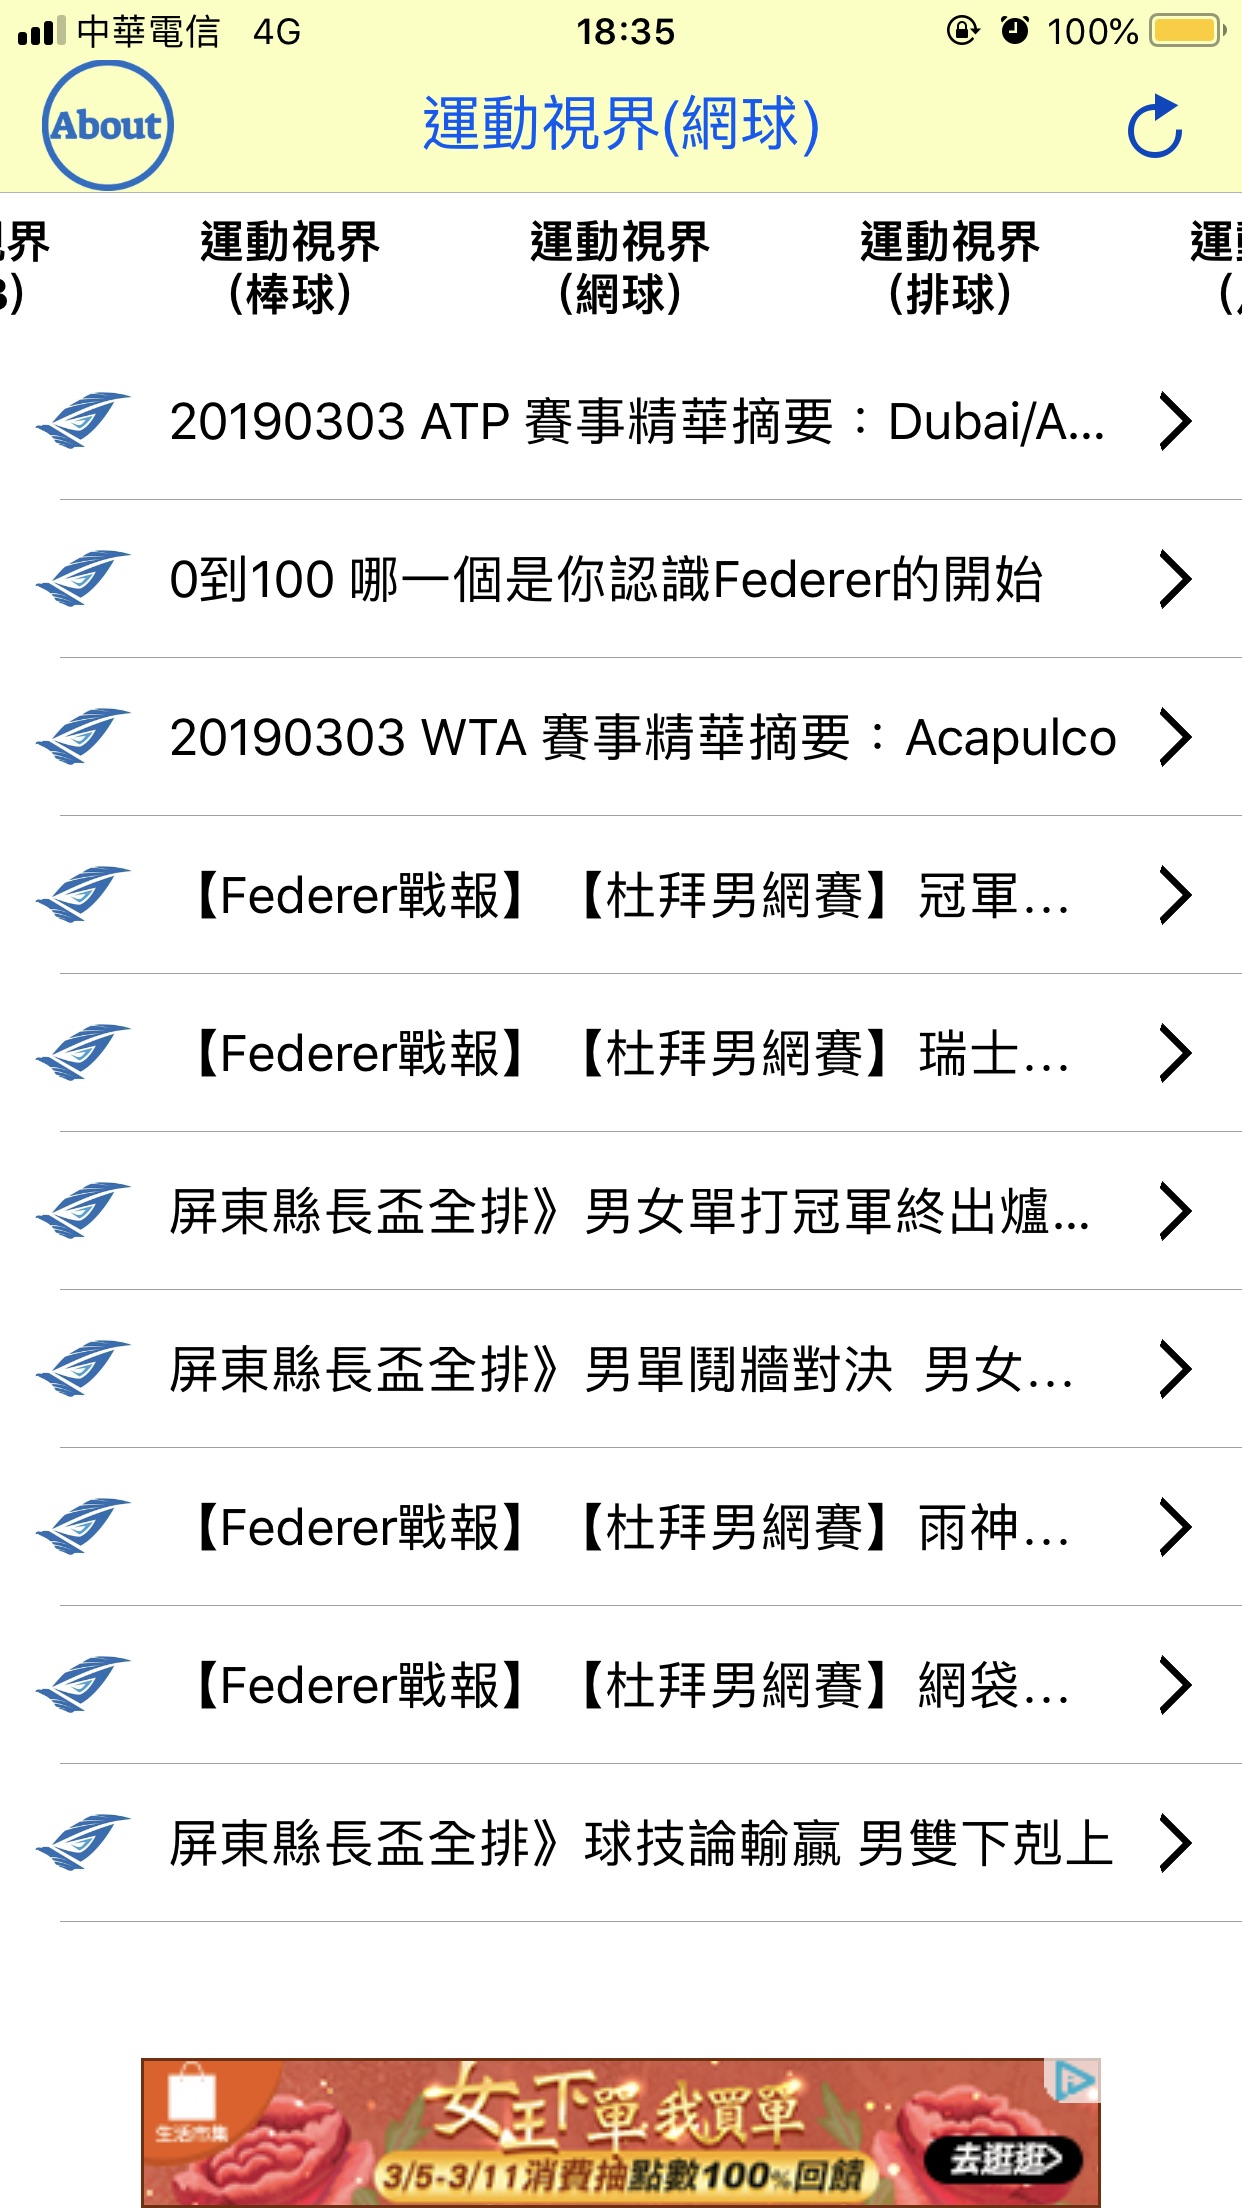 中華電信 4G 18:35 100%
About 運動視界(網球)
界 運動視界 運動視界 運動視界 運
) (棒球) (網球) (排球) (
20190303 ATP 賽事精華摘要：Dubai/A...
0到100 哪一個是你認識Federer的開始
20190303 WTA 賽事精華摘要：Acapulco
【Federer戰報】【杜拜男網賽】冠軍...
【Federer戰報】【杜拜男網賽】瑞士...
屏東縣長盃全排》男女單打冠軍終出爐...
屏東縣長盃全排》男單鬩牆對決 男女...
【Federer戰報】【杜拜男網賽】雨神...
【Federer戰報】【杜拜男網賽】網袋...
屏東縣長盃全排》球技論輸贏 男雙下剋上
女王下單我買單
生活市集
去逛逛>
3/5-3/11消費抽點數100%回饋